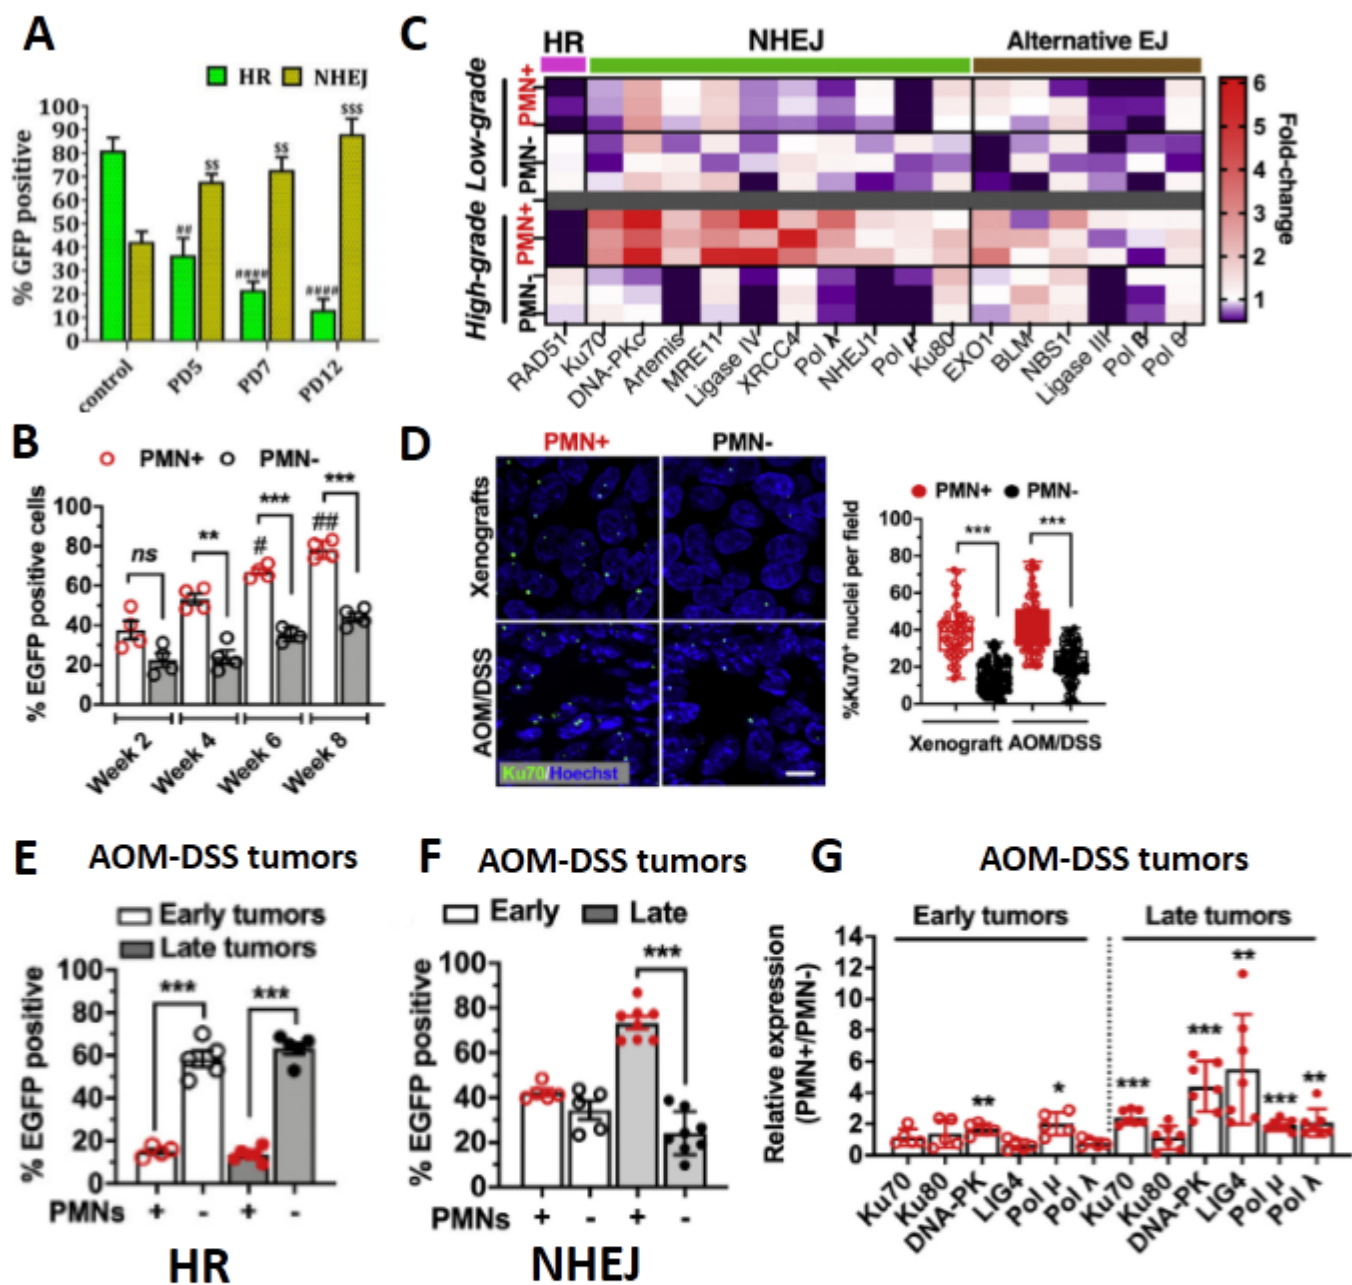 A
HR NHEJ
% GFP positive
100
90
80
70
60
50
40
30
20
10
0
## $$
#### $$
#### $$$
control PD5 PD7 PD12
B
PMN+ PMN-
% EGFP positive cells
100
80
60
40
20
0
ns ** *** ***
# ##
Week 2 Week 4 Week 6 Week 8
C
HR NHEJ Alternative EJ
Low-grade
PMN+
PMN-
High-grade
PMN+
PMN-
RAD51 Ku70 DNA-PKc Artemis MRE11 Ligase IV XRCC4 Pol λ NHEJ1 Pol μ Ku80 EXO1 BLM NBS1 Ligase III Pol β Pol θ
6
5
4
3
2
1
Fold-change
D
PMN+ PMN-
Xenografts
AOM/DSS
Ku70/Hoechst
PMN+ PMN-
%Ku70+ nuclei per field
100
80
60
40
20
0
*** ***
Xenograft AOM/DSS
E
AOM-DSS tumors
Early tumors
Late tumors
% EGFP positive
100
80
60
40
20
0
*** ***
PMNs + - + -
HR
F
AOM-DSS tumors
Early Late
% EGFP positive
100
80
60
40
20
0
***
PMNs + - + -
NHEJ
G
AOM-DSS tumors
Early tumors Late tumors
Relative expression
(PMN+/PMN-)
14
12
10
8
6
4
2
0
** * *** *** ** *** **
Ku70 Ku80 DNA-PK LIG4 Pol μ Pol λ Ku70 Ku80 DNA-PK LIG4 Pol μ Pol λ